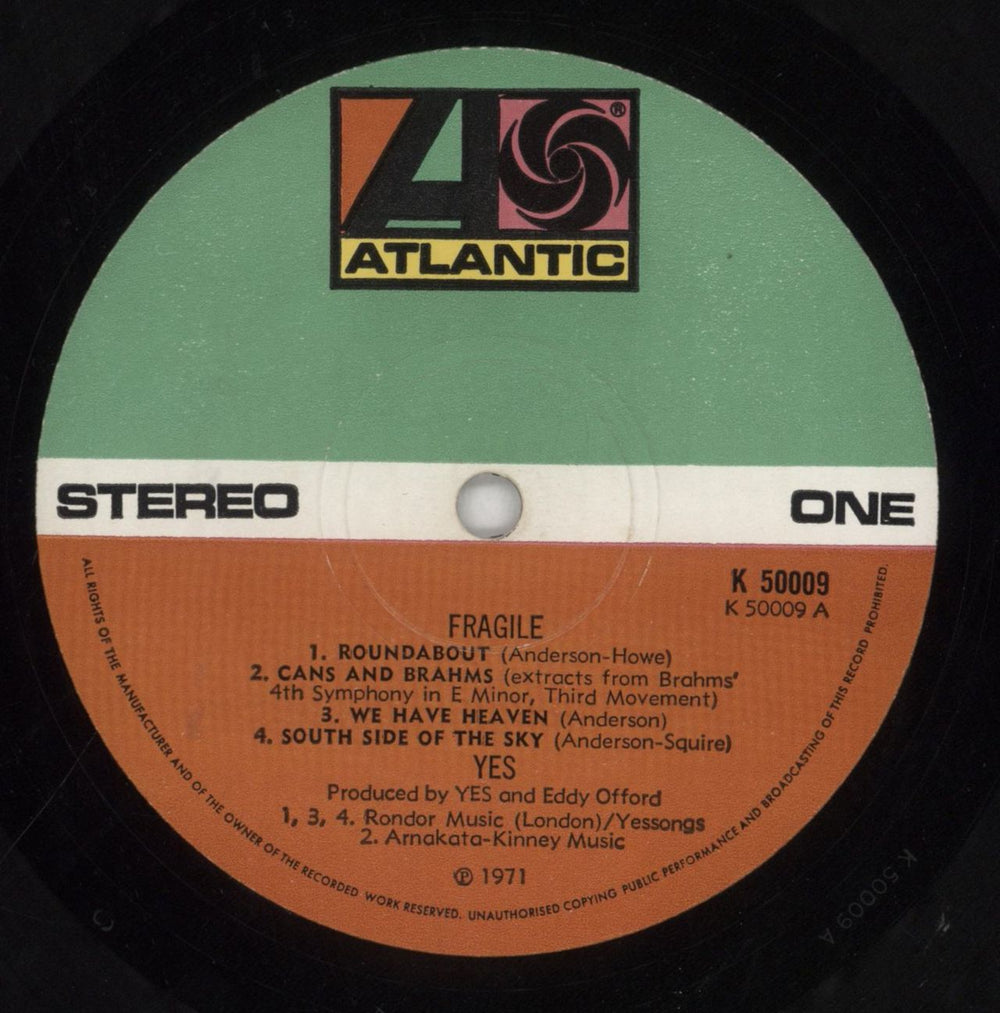 ®
ATLANTIC
STEREO
ONE
K 50009
K 50009 A
FRAGILE
1. ROUNDABOUT (Anderson-Howe)
2. CANS AND BRAHMS (extracts from Brahms'
4th Symphony in E Minor, Third Movement)
3. WE HAVE HEAVEN (Anderson)
4. SOUTH SIDE OF THE SKY (Anderson-Squire)
YES
Produced by YES and Eddy Offord
1, 3, 4. Rondor Music (London)/Yessongs
2. Arnakata-Kinney Music
℗ 1971
ALL RIGHTS OF THE MANUFACTURER AND OF THE OWNER OF THE RECORDED WORK RESERVED. UNAUTHORISED COPYING PUBLIC PERFORMANCE AND BROADCASTING OF THIS RECORD PROHIBITED.
K 50009 A